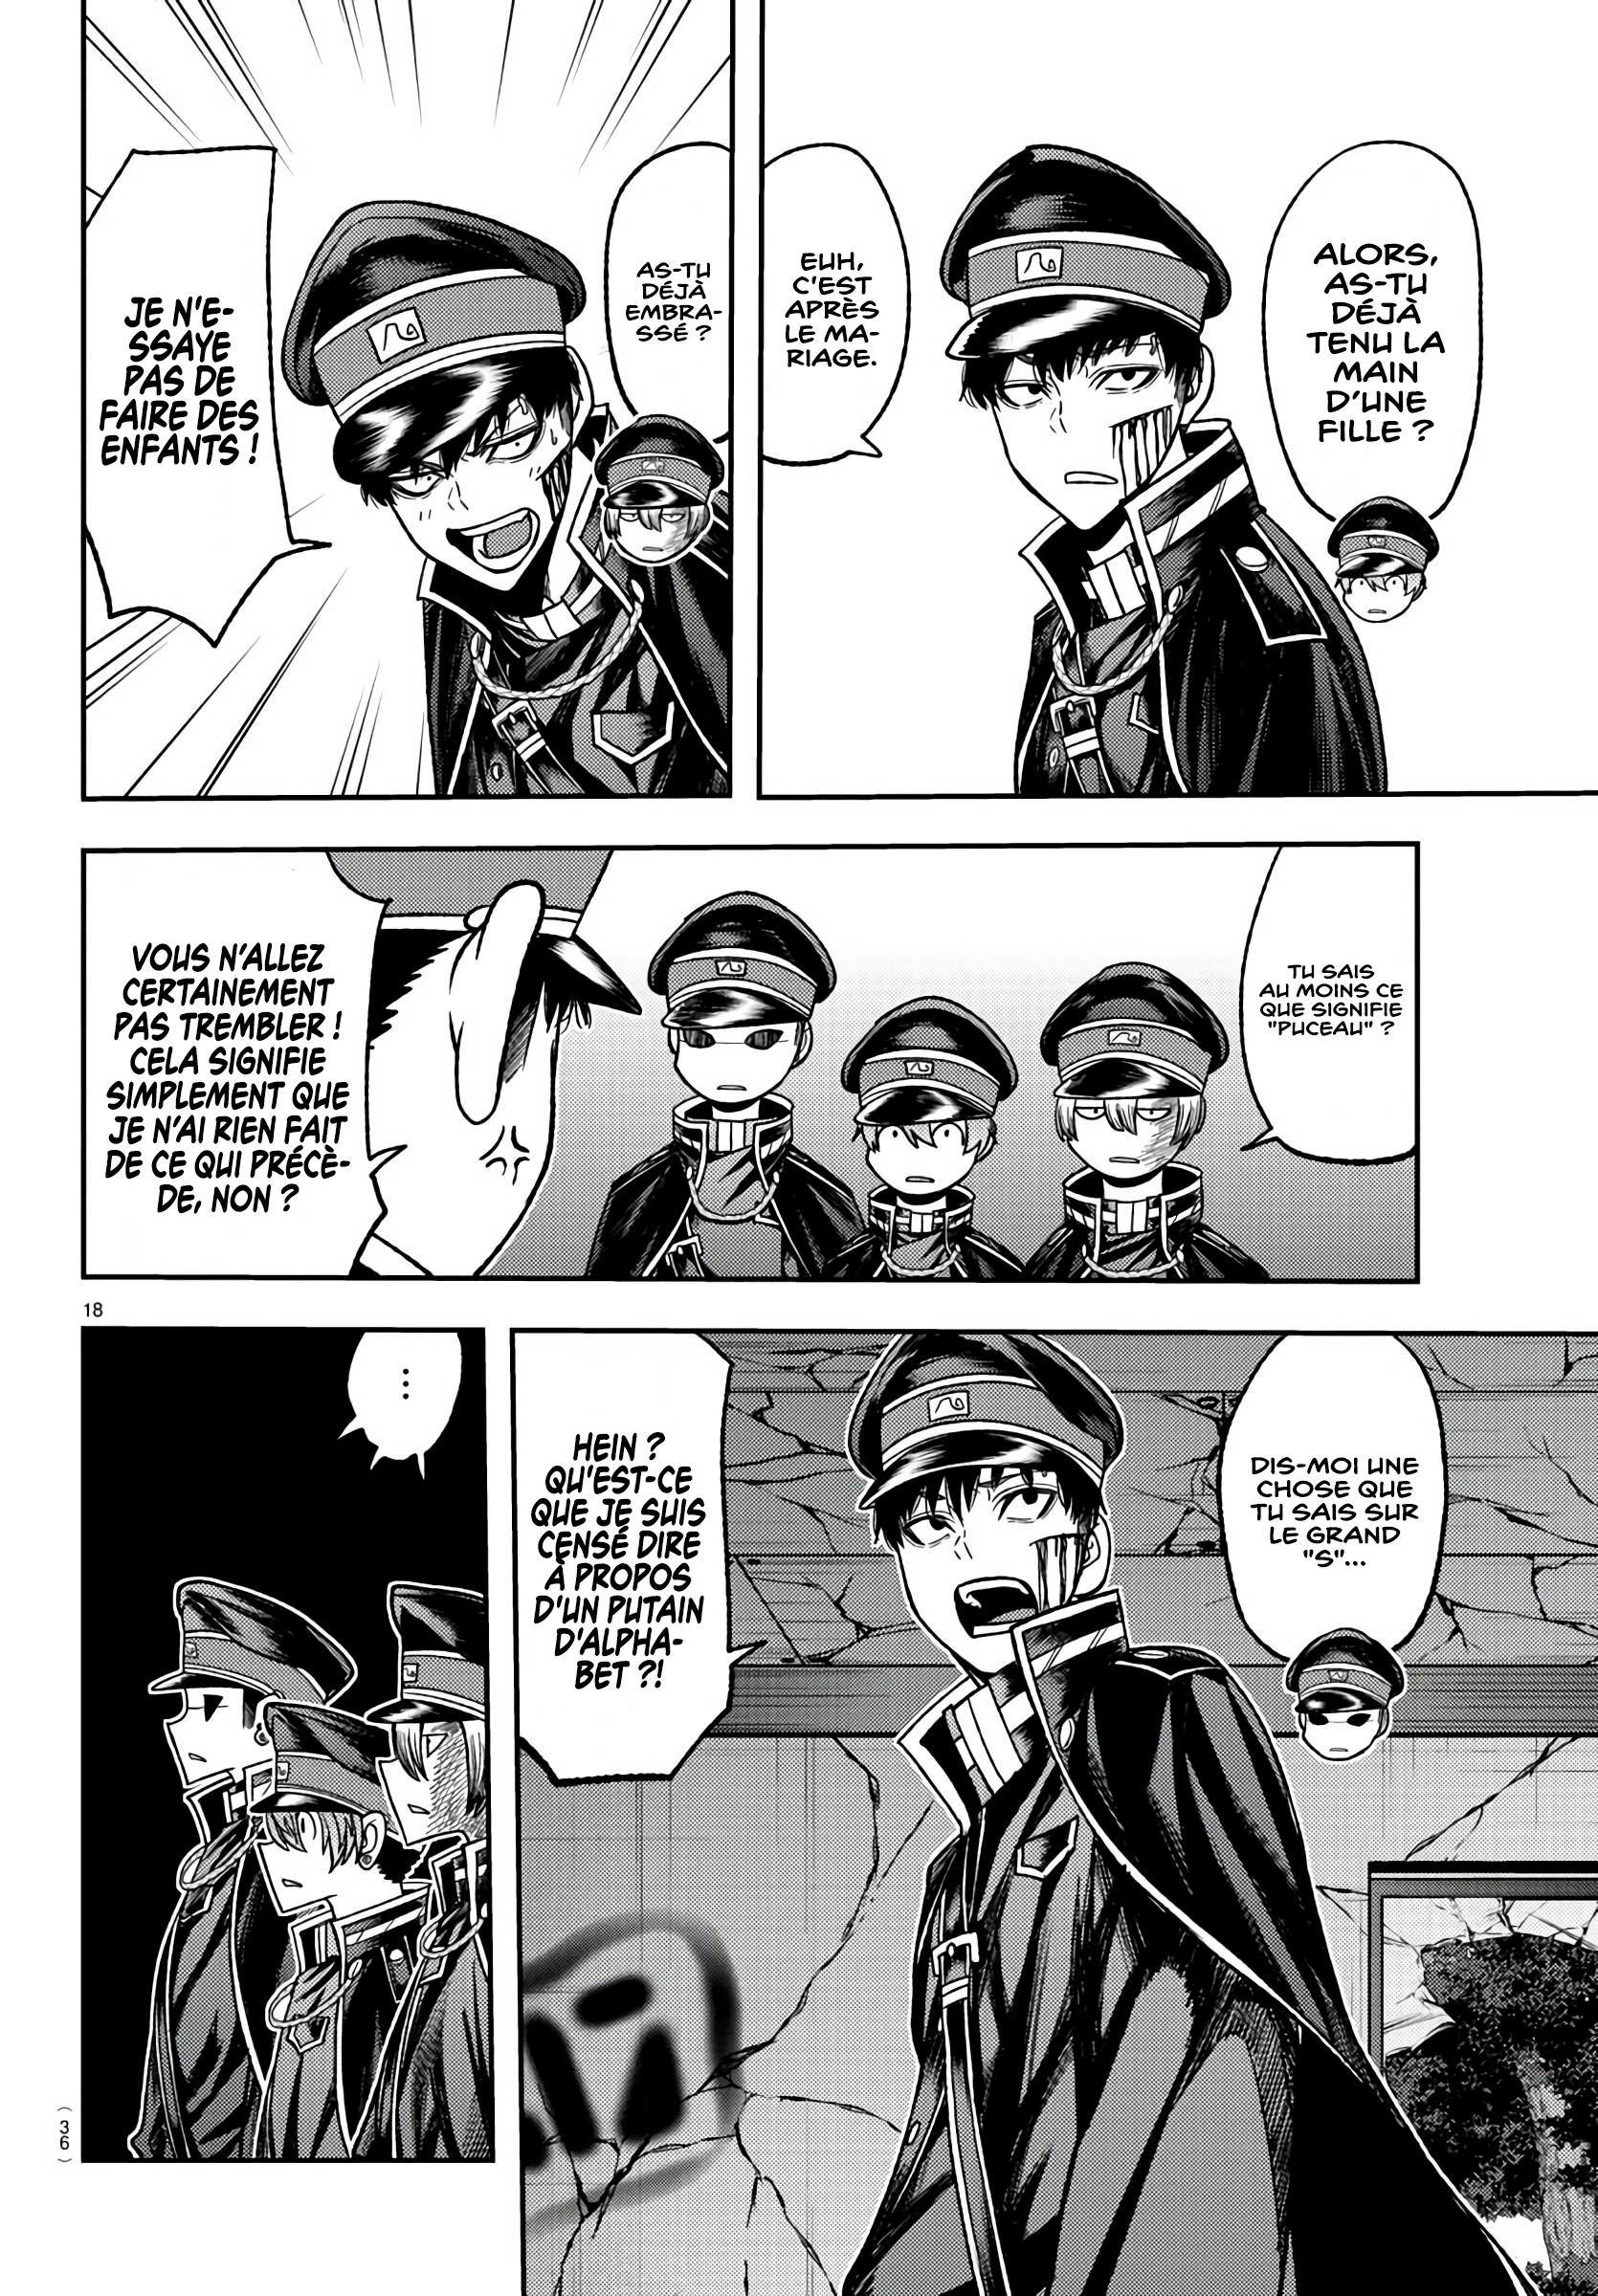 ALORS,
AS-TU
DÉJÀ
TENU LA
MAIN
D'UNE
FILLE ?
EUH,
C'EST
APRÈS
LE MA-
RIAGE.
AS-TU
DÉJÀ
EMBRA-
SSÉ ?
JE N'E-
SSAYE
PAS DE
FAIRE DES
ENFANTS !
TU SAIS
AU MOINS CE
QUE SIGNIFIE
"PUCEAU" ?
VOUS N'ALLEZ
CERTAINEMENT
PAS TREMBLER !
CELA SIGNIFIE
SIMPLEMENT QUE
JE N'AI RIEN FAIT
DE CE QUI PRÉCÈ-
DE, NON ?
18
DIS-MOI UNE
CHOSE QUE
TU SAIS SUR
LE GRAND
"S"...
HEIN ?
QU'EST-CE
QUE JE SUIS
CENSÉ DIRE
À PROPOS
D'UN PUTAIN
D'ALPHA-
BET ?!
...
(36)